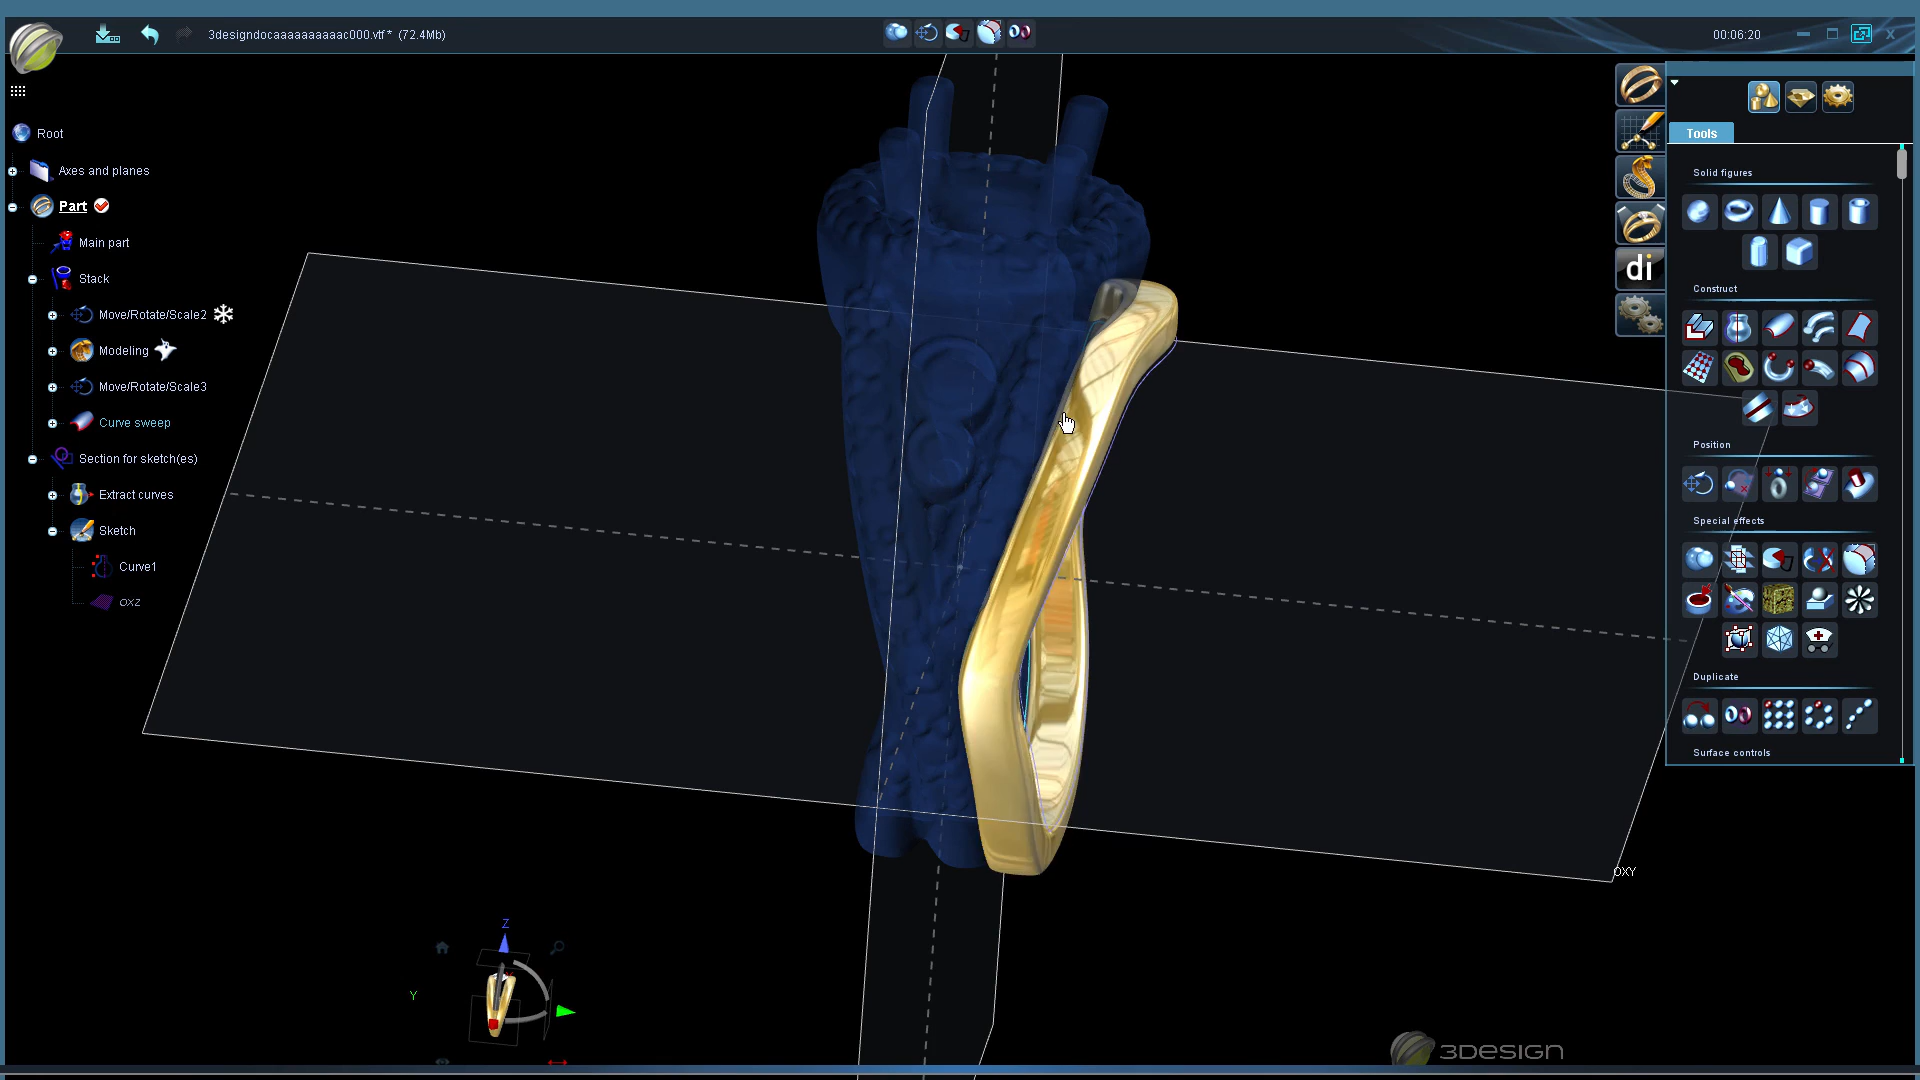 3designdocaaaaaaaaaac000.vtf* (72.4Mb)
00:06:20
Root
Axes and planes
Part
Main part
Stack
Move/Rotate/Scale2
Modeling
Move/Rotate/Scale3
Curve sweep
Section for sketch(es)
Extract curves
Sketch
Curve1
OXZ
di
Tools
Solid figures
Construct
Position
Special effects
Duplicate
Surface controls
OXY
Z
Y
3DESIGN